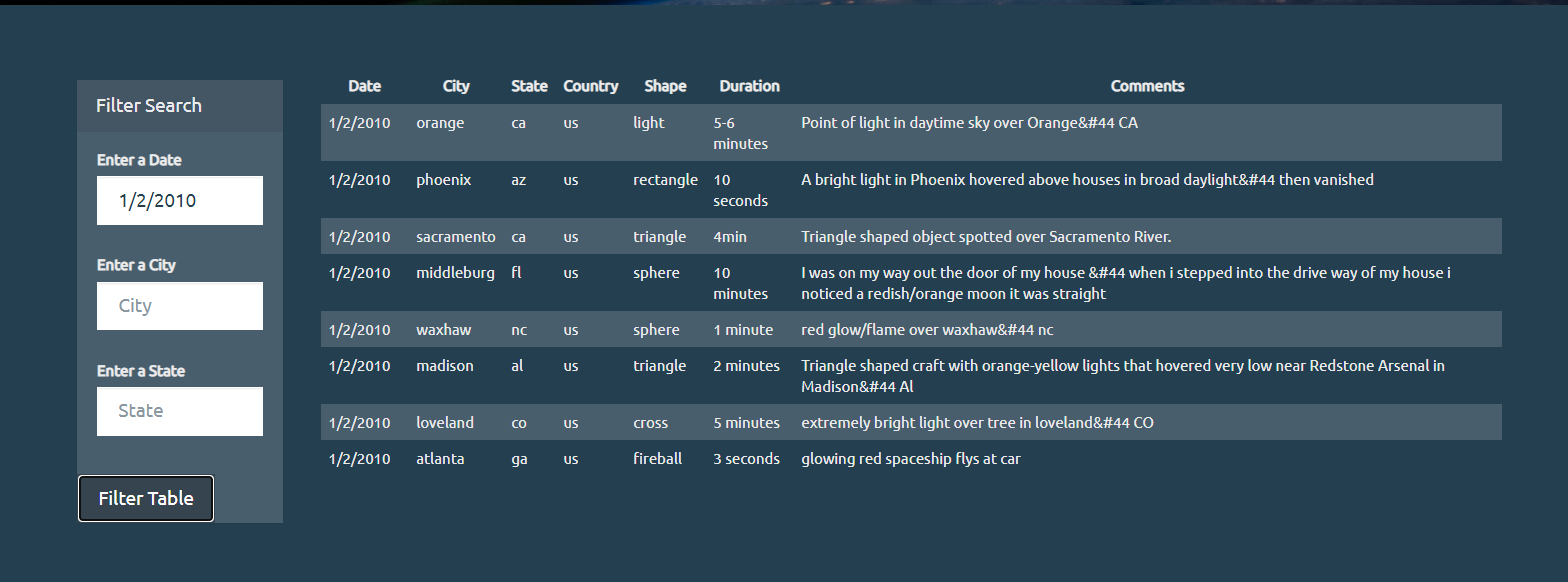 Filter Search
Enter a Date
1/2/2010
Enter a City
City
Enter a State
State
Filter Table
Date City State Country Shape Duration Comments
1/2/2010 orange ca us light 5-6 minutes Point of light in daytime sky over Orange&#44 CA
1/2/2010 phoenix az us rectangle 10 seconds A bright light in Phoenix hovered above houses in broad daylight&#44 then vanished
1/2/2010 sacramento ca us triangle 4min Triangle shaped object spotted over Sacramento River.
1/2/2010 middleburg fl us sphere 10 minutes I was on my way out the door of my house &#44 when i stepped into the drive way of my house i noticed a redish/orange moon it was straight
1/2/2010 waxhaw nc us sphere 1 minute red glow/flame over waxhaw&#44 nc
1/2/2010 madison al us triangle 2 minutes Triangle shaped craft with orange-yellow lights that hovered very low near Redstone Arsenal in Madison&#44 Al
1/2/2010 loveland co us cross 5 minutes extremely bright light over tree in loveland&#44 CO
1/2/2010 atlanta ga us fireball 3 seconds glowing red spaceship flys at car